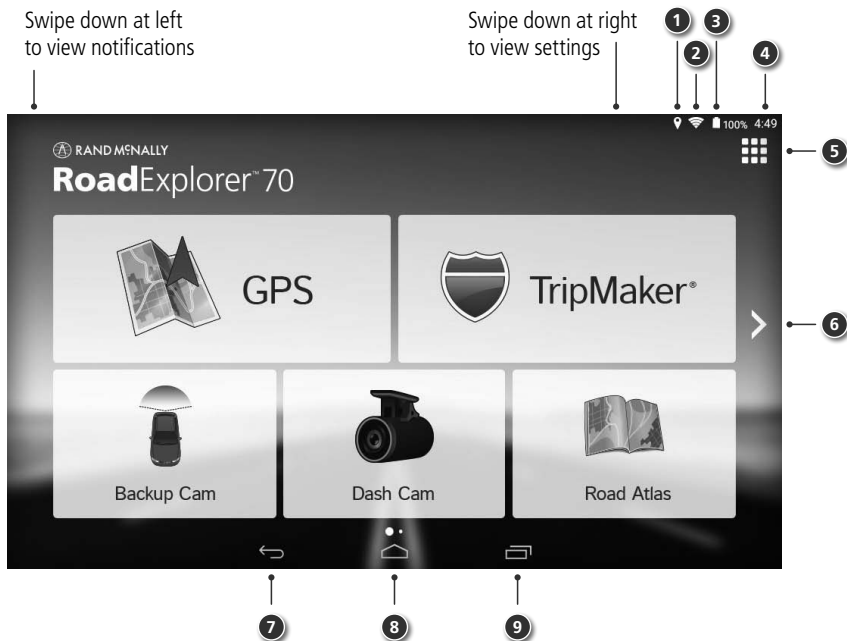 Swipe down at left
to view notifications
Swipe down at right
to view settings
1
2
3
4
100% 4:49
RAND MCNALLY
RoadExplorer™ 70
5
GPS
TripMaker®
6
Backup Cam
Dash Cam
Road Atlas
7
8
9